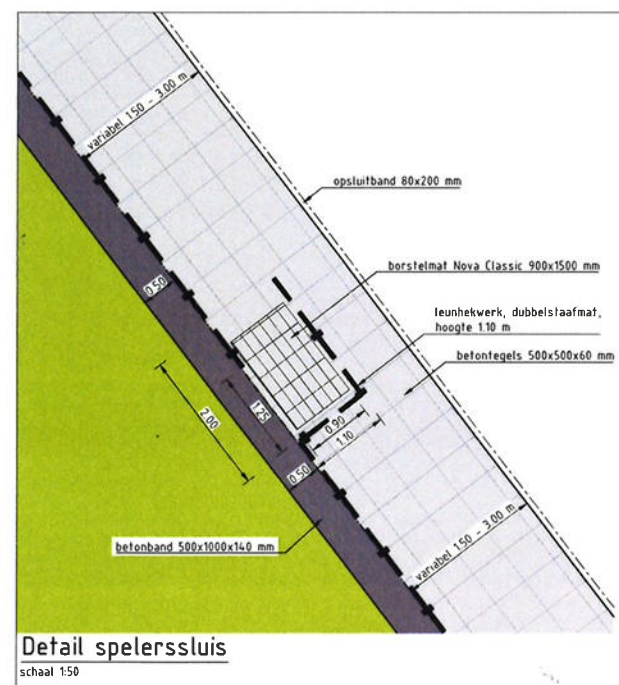 variabel 1.50 - 3.00 m
opsluitband 80x200 mm
borstelmat Nova Classic 900x1500 mm
0.50
leunhekwerk, dubbelstaafmat,
hoogte 1.10 m
betontegels 500x500x60 mm
1.25
2.00
0.90
1.10
0.50
betonband 500x1000x140 mm
variabel 1.50 - 3.00 m
Detail spelerssluis
schaal 1:50